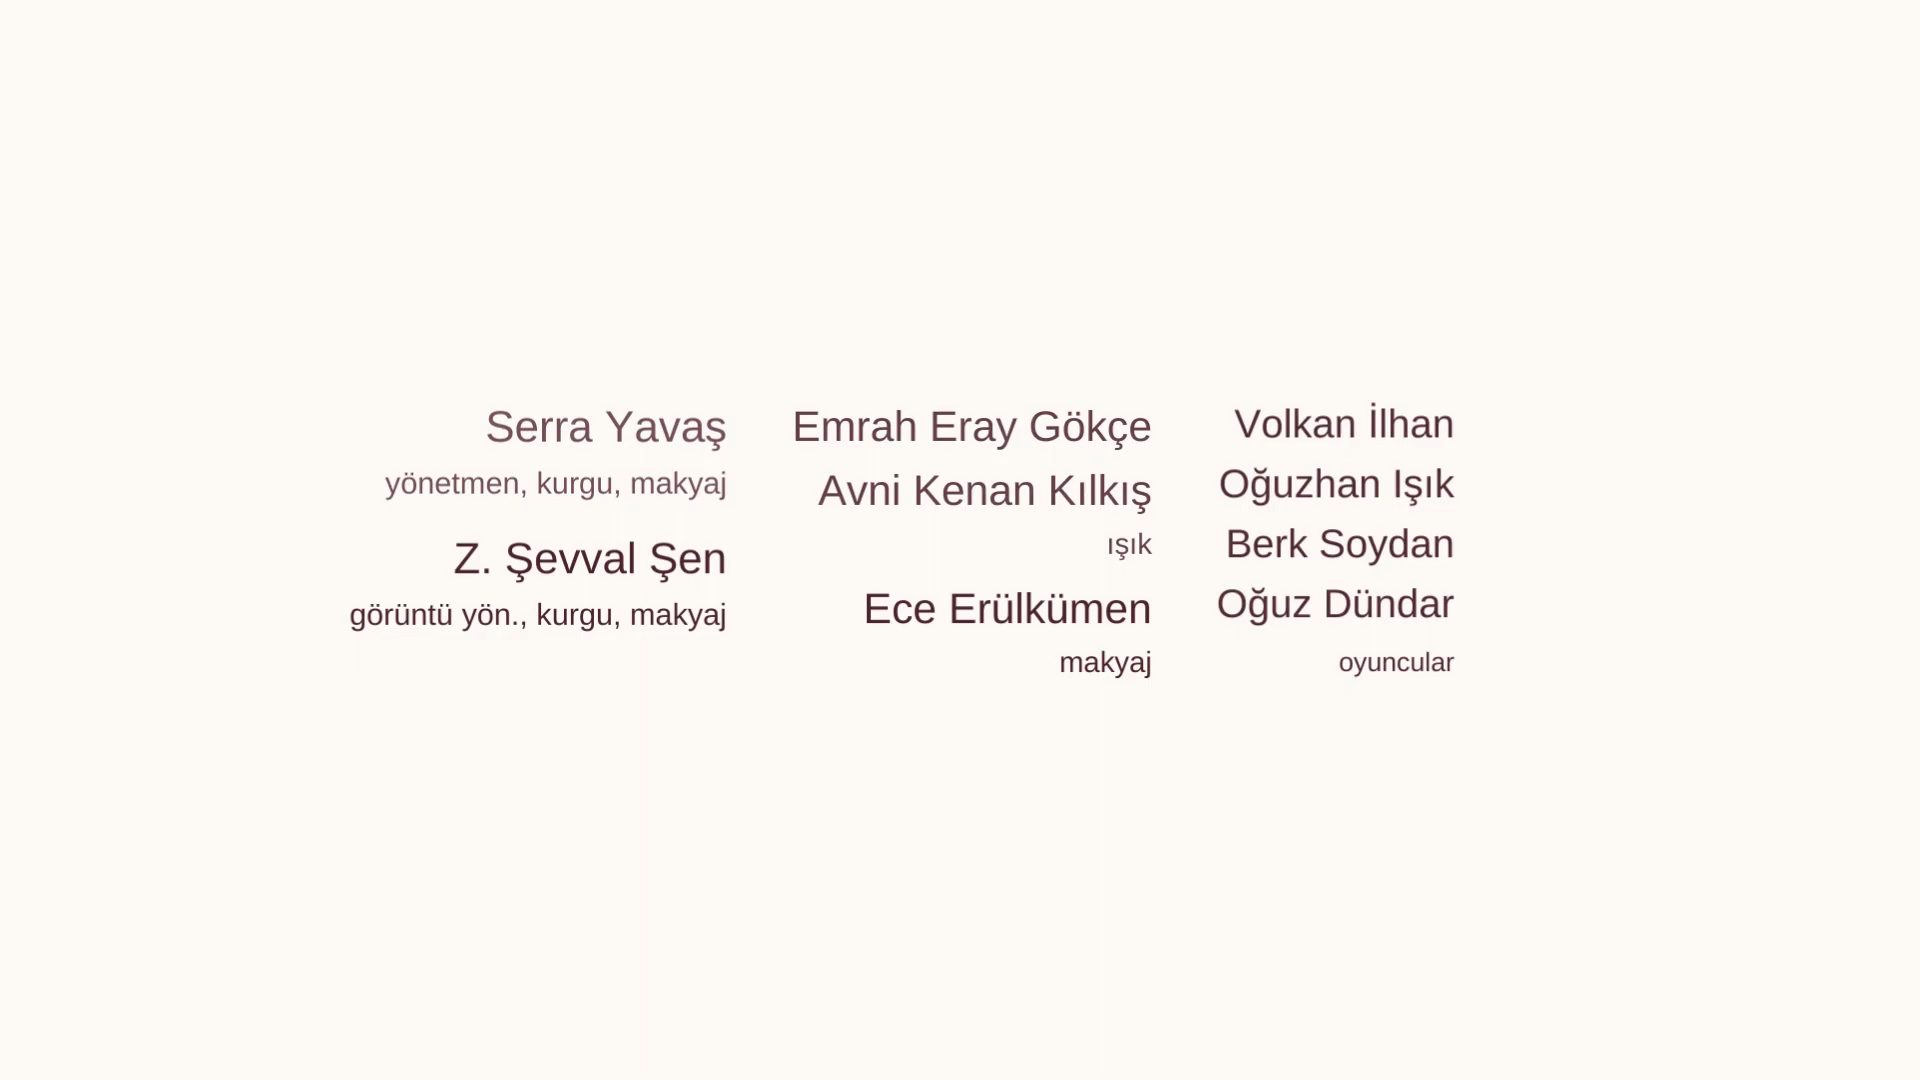 Serra Yavaş
yönetmen, kurgu, makyaj
Z. Şevval Şen
görüntü yön., kurgu, makyaj
Emrah Eray Gökçe
Avni Kenan Kılkış
ışık
Ece Erülkümen
makyaj
Volkan İlhan
Oğuzhan Işık
Berk Soydan
Oğuz Dündar
oyuncular